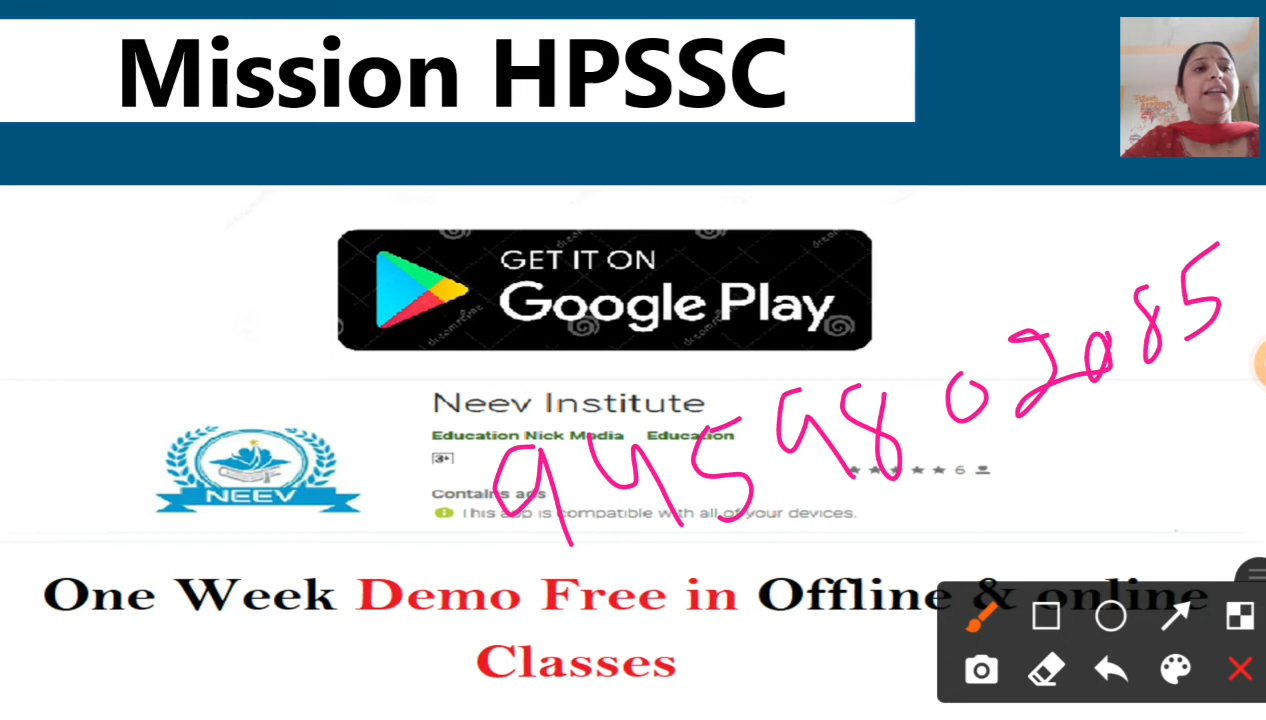 Mission HPSSC
GET IT ON
Google Play
Neev Institute
Education Nick Media Education
3+
6
Contains ads
This app is compatible with all of your devices.
NEEV
One Week Demo Free in Offline & online
Classes